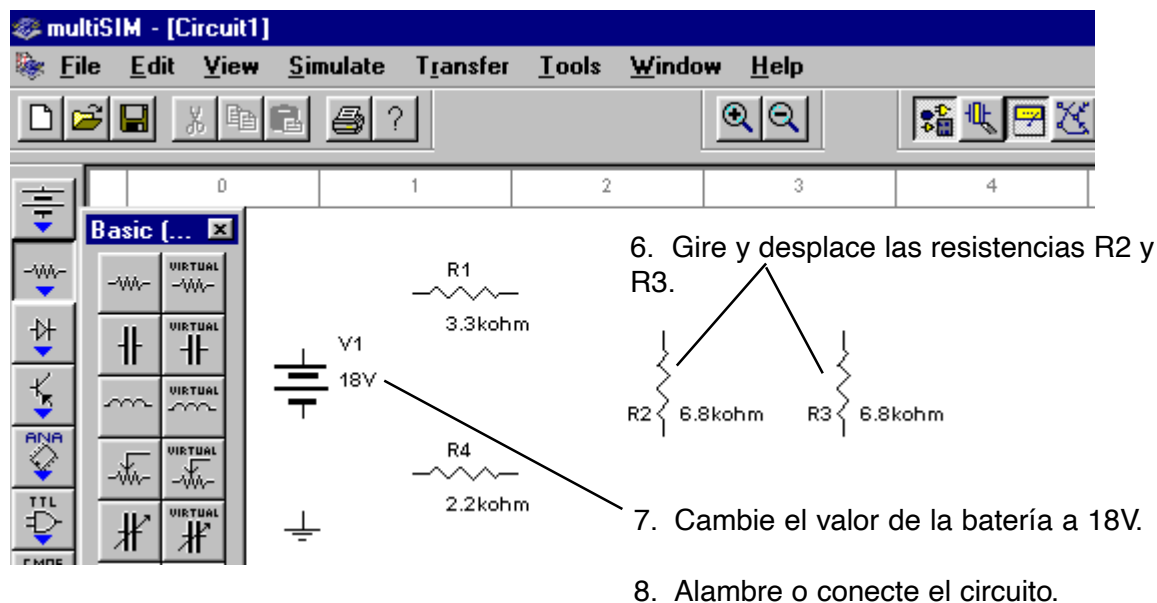 multiSIM - [Circuit1]
File Edit View Simulate Transfer Tools Window Help
?
0 1 2 3 4
Basic (...
VIRTUAL
VIRTUAL
VIRTUAL
VIRTUAL
VIRTUAL
ANA
TTL
CMOS
R1
3.3kohm
V1
18V
R2 6.8kohm
R3 6.8kohm
R4
2.2kohm
6. Gire y desplace las resistencias R2 y
R3.
7. Cambie el valor de la batería a 18V.
8. Alambre o conecte el circuito.